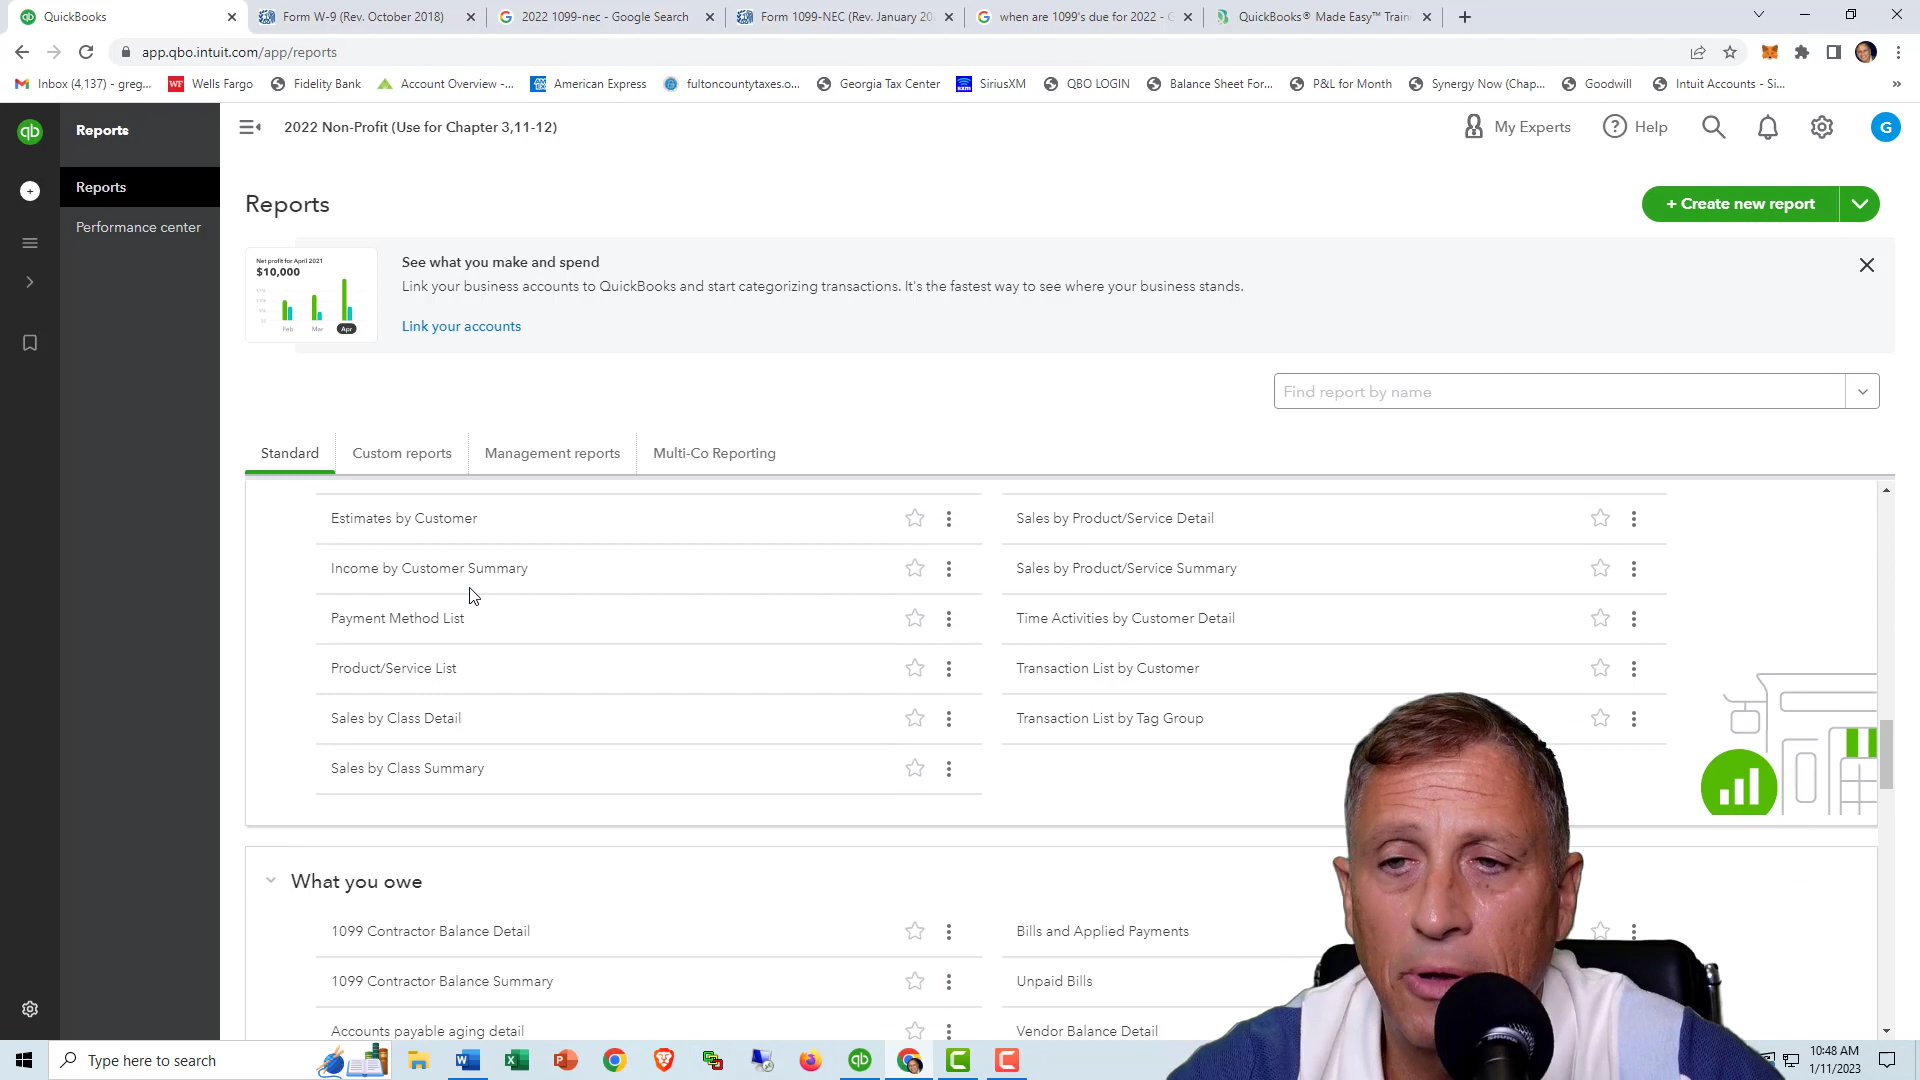 QuickBooks
Form W-9 (Rev. October 2018)
2022 1099-nec - Google Search
Form 1099-NEC (Rev. January 20
when are 1099's due for 2022 - G
QuickBooks® Made Easy™ Train
app.qbo.intuit.com/app/reports
Inbox (4,137) - greg...
Wells Fargo
Fidelity Bank
Account Overview -...
American Express
fultoncountytaxes.o...
Georgia Tax Center
SiriusXM
QBO LOGIN
Balance Sheet For...
P&L for Month
Synergy Now (Chap...
Goodwill
Intuit Accounts - Si...
»
qb
Reports
2022 Non-Profit (Use for Chapter 3,11-12)
My Experts
Help
G
Reports
Performance center
Reports
+ Create new report
Net profit for April 2021
$10,000
Feb
Mar
Apr
See what you make and spend
Link your business accounts to QuickBooks and start categorizing transactions. It's the fastest way to see where your business stands.
Link your accounts
Find report by name
Standard
Custom reports
Management reports
Multi-Co Reporting
Estimates by Customer
Sales by Product/Service Detail
Income by Customer Summary
Sales by Product/Service Summary
Payment Method List
Time Activities by Customer Detail
Product/Service List
Transaction List by Customer
Sales by Class Detail
Transaction List by Tag Group
Sales by Class Summary
What you owe
1099 Contractor Balance Detail
Bills and Applied Payments
1099 Contractor Balance Summary
Unpaid Bills
Accounts payable aging detail
Vendor Balance Detail
Type here to search
10:48 AM
1/11/2023